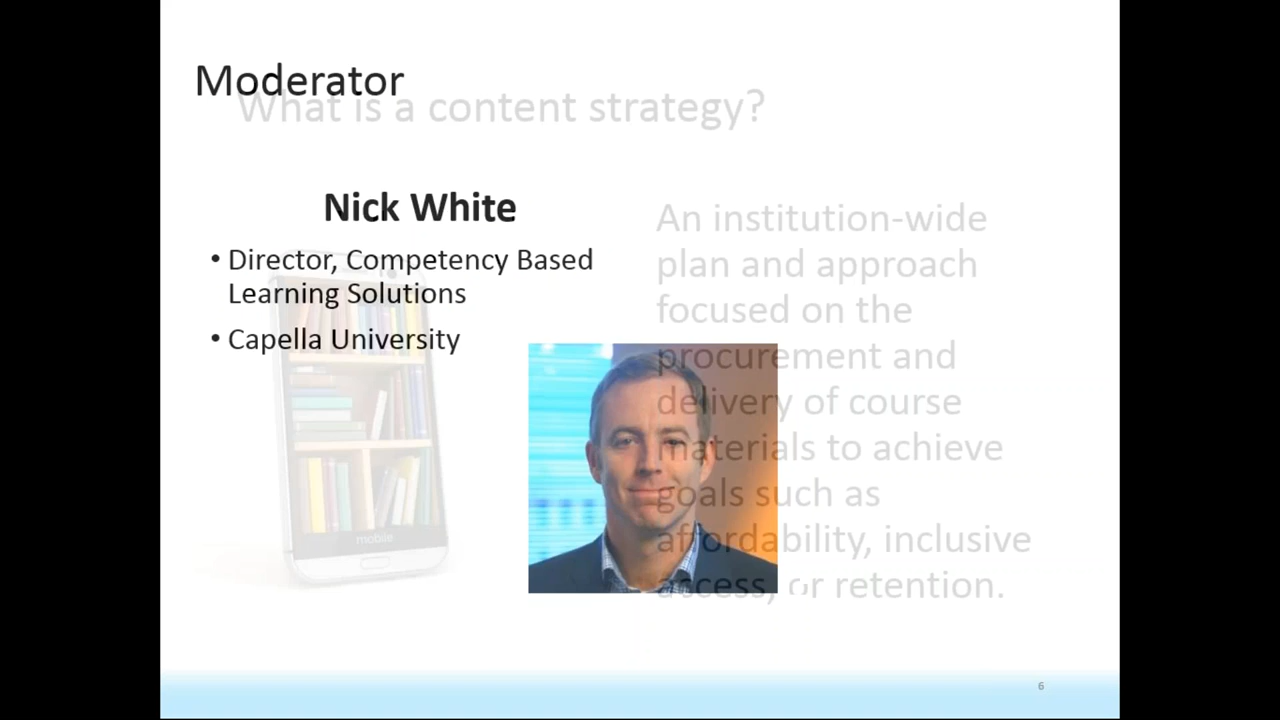 Moderator
What is a content strategy?
Nick White
• Director, Competency Based
Learning Solutions
• Capella University
An institution-wide
plan and approach
focused on the
procurement and
delivery of course
materials to achieve
goals such as
affordability, inclusive
access, or retention.
mobile
6